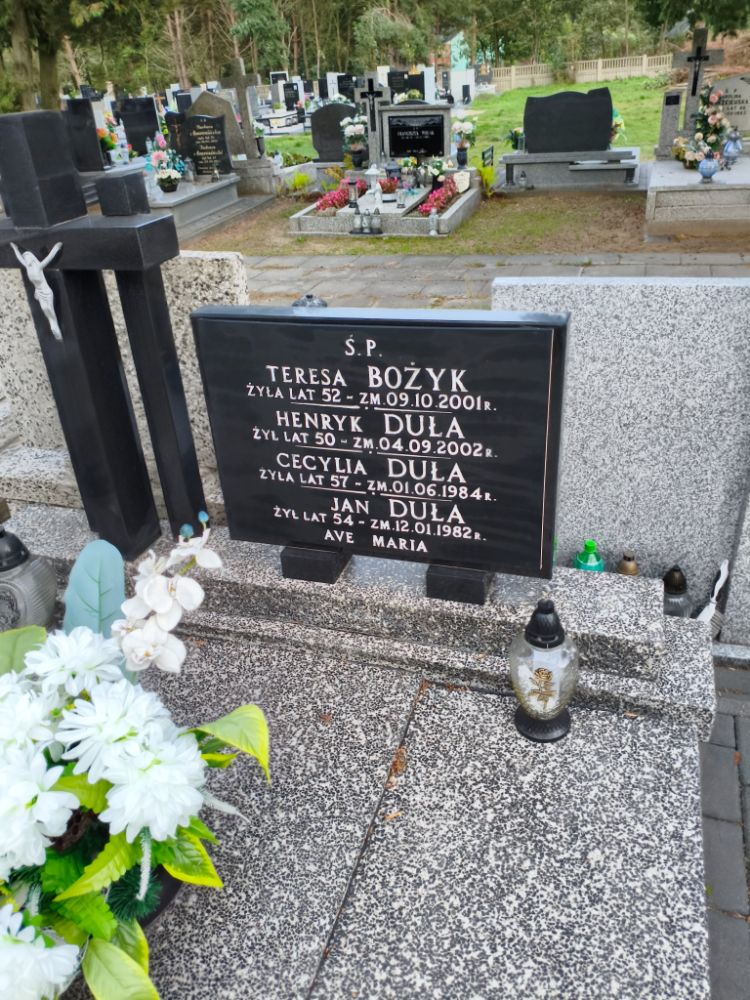 Ś.P.
TERESA BOŻYK
ŻYŁA LAT 52 - ZM.09.10.2001R.
HENRYK DUŁA
ŻYŁ LAT 50 - ZM.04.09.2002R.
CECYLIA DUŁA
ŻYŁA LAT 57 - ZM.01.06.1984R.
JAN DUŁA
ŻYŁ LAT 54 - ZM.12.01.1982R.
AVE MARIA